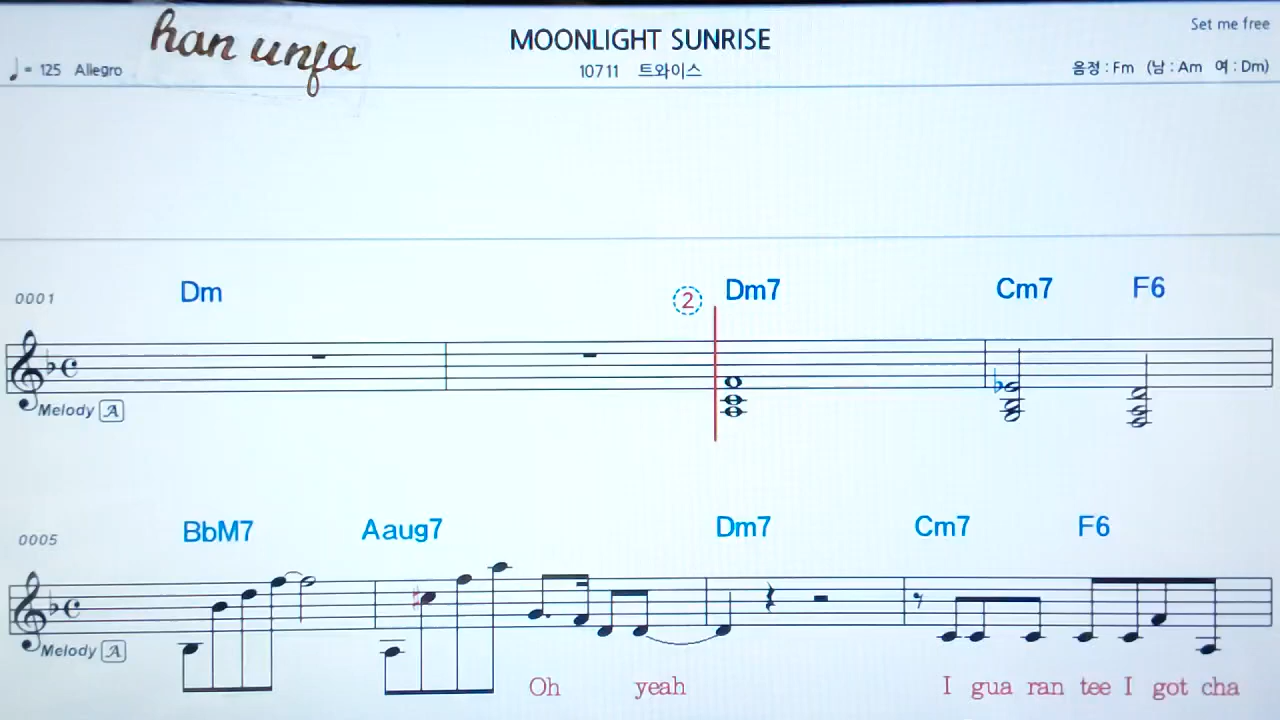 han unfa
MOONLIGHT SUNRISE
Set me free
♩= 125 Allegro
10711 트와이스
음정 : Fm (남 : Am 여 : Dm)
0001 Dm ② Dm7 Cm7 F6
Melody A
0005 BbM7 Aaug7 Dm7 Cm7 F6
Melody A
Oh yeah I gua ran tee I got cha